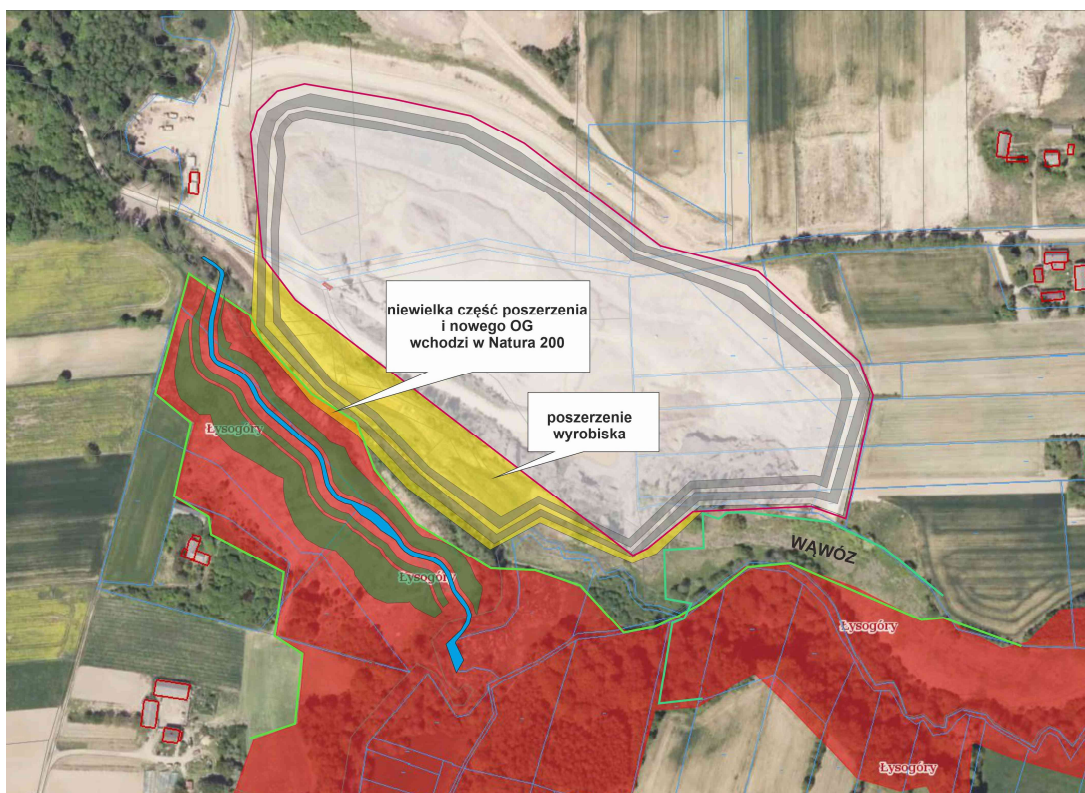 niewielka część poszerzenia
i nowego OG
wchodzi w Natura 200
poszerzenie
wyrobiska
Łysogóry
WĄWÓZ
Łysogóry
Łysogóry
Łysogóry